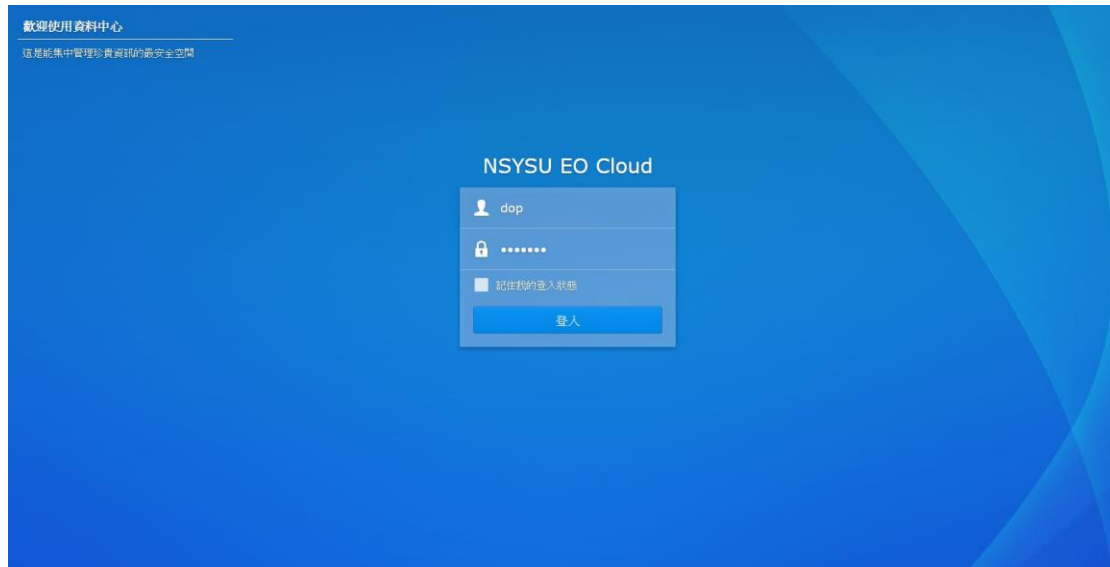 歡迎使用資料中心
這是能集中管理珍貴資訊的最安全空間
NSYSU EO Cloud
dop
•••••••
記住我的登入狀態
登入